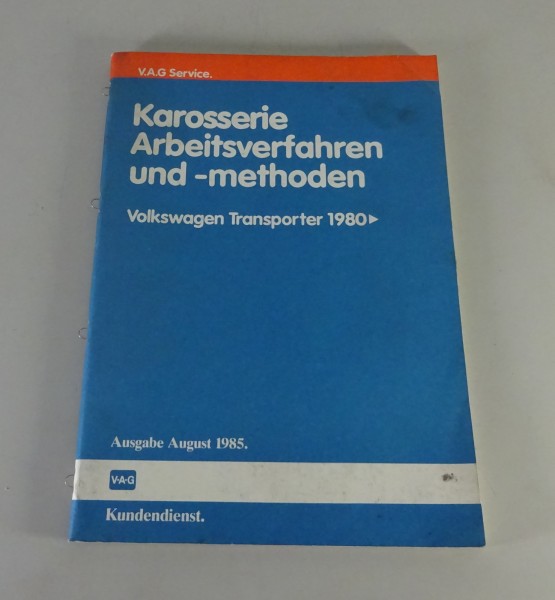 V.A.G Service.
Karosserie
Arbeitsverfahren
und -methoden
Volkswagen Transporter 1980►
Ausgabe August 1985.
V·A·G
Kundendienst.